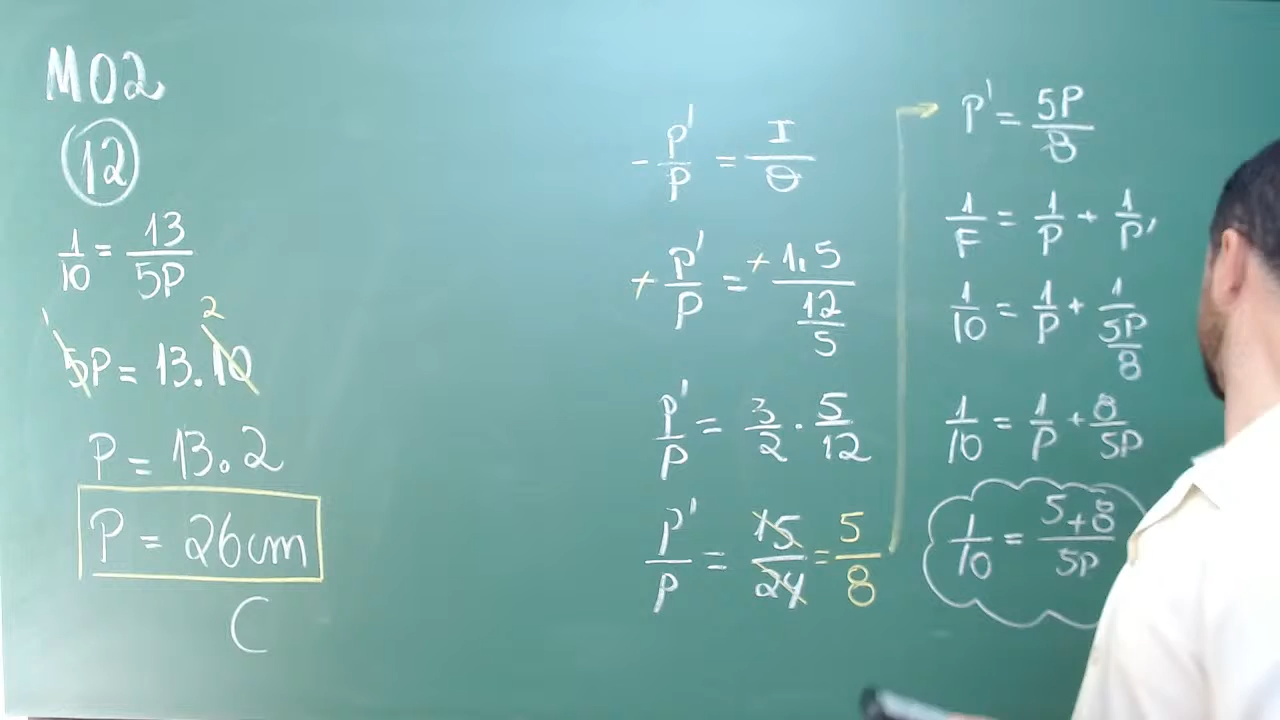 M02
12
1/10 = 13/5P
5P = 13.10
1 2
P = 13.2
P = 26cm
C
- P'/P = I/O
+ P'/P = + 1,5/(12/5)
P'/P = 3/2 . 5/12
P'/P = 15/24 = 5/8
P' = 5P/8
1/F = 1/P + 1/P'
1/10 = 1/P + 1/(5P/8)
1/10 = 1/P + 8/5P
1/10 = 5+8/5P